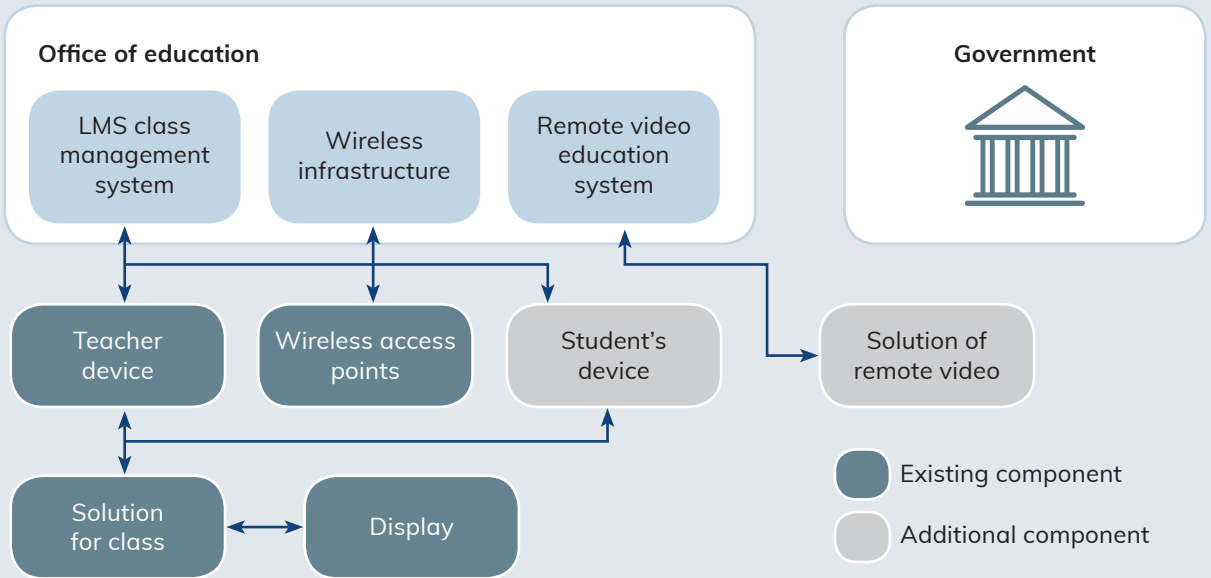 Office of education
Government
LMS class
management
system
Wireless
infrastructure
Remote video
education
system
Teacher
device
Wireless access
points
Student’s
device
Solution of
remote video
Solution
for class
Display
Existing component
Additional component